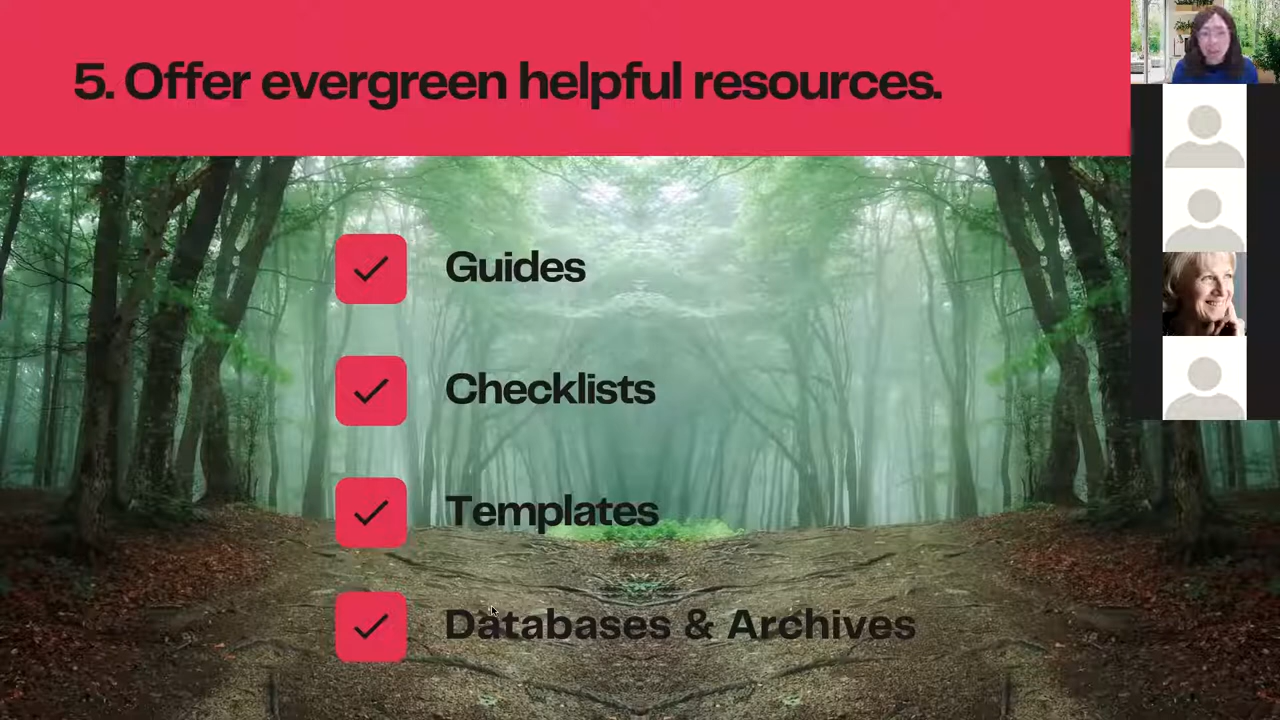 5. Offer evergreen helpful resources.
Guides
Checklists
Templates
Databases & Archives